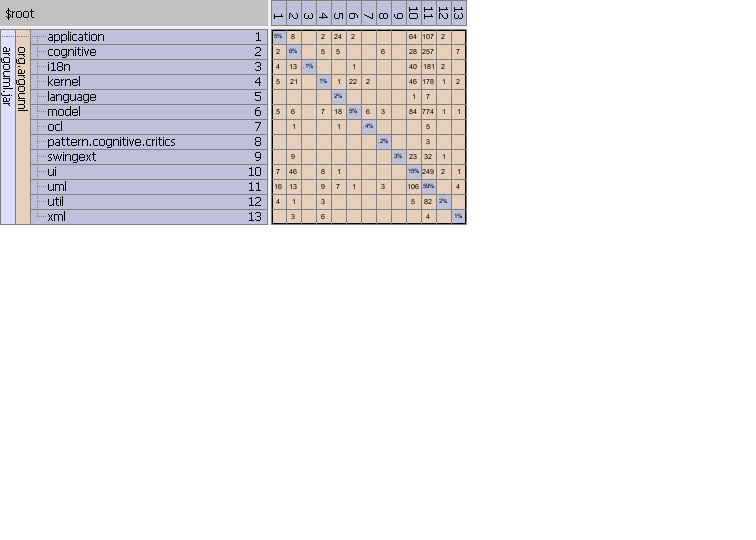 $root
1 2 3 4 5 6 7 8 9 10 11 12 13
argouml.jar
org.argouml
application 1 5% 8 2 24 2 64 107 2
cognitive 2 2 6% 5 5 6 28 257 7
i18n 3 4 13 .1% 1 40 181 2
kernel 4 5 21 1% 1 22 2 46 178 1 2
language 5 2% 1 7
model 6 5 6 7 18 5% 6 3 84 774 1 1
ocl 7 1 1 .4% 5
pattern.cognitive.critics 8 .2% 3
swingext 9 9 3% 23 32 1
ui 10 7 46 8 1 15% 249 2 1
uml 11 16 13 9 7 1 3 106 59% 4
util 12 4 1 3 5 82 2%
xml 13 3 6 4 1%